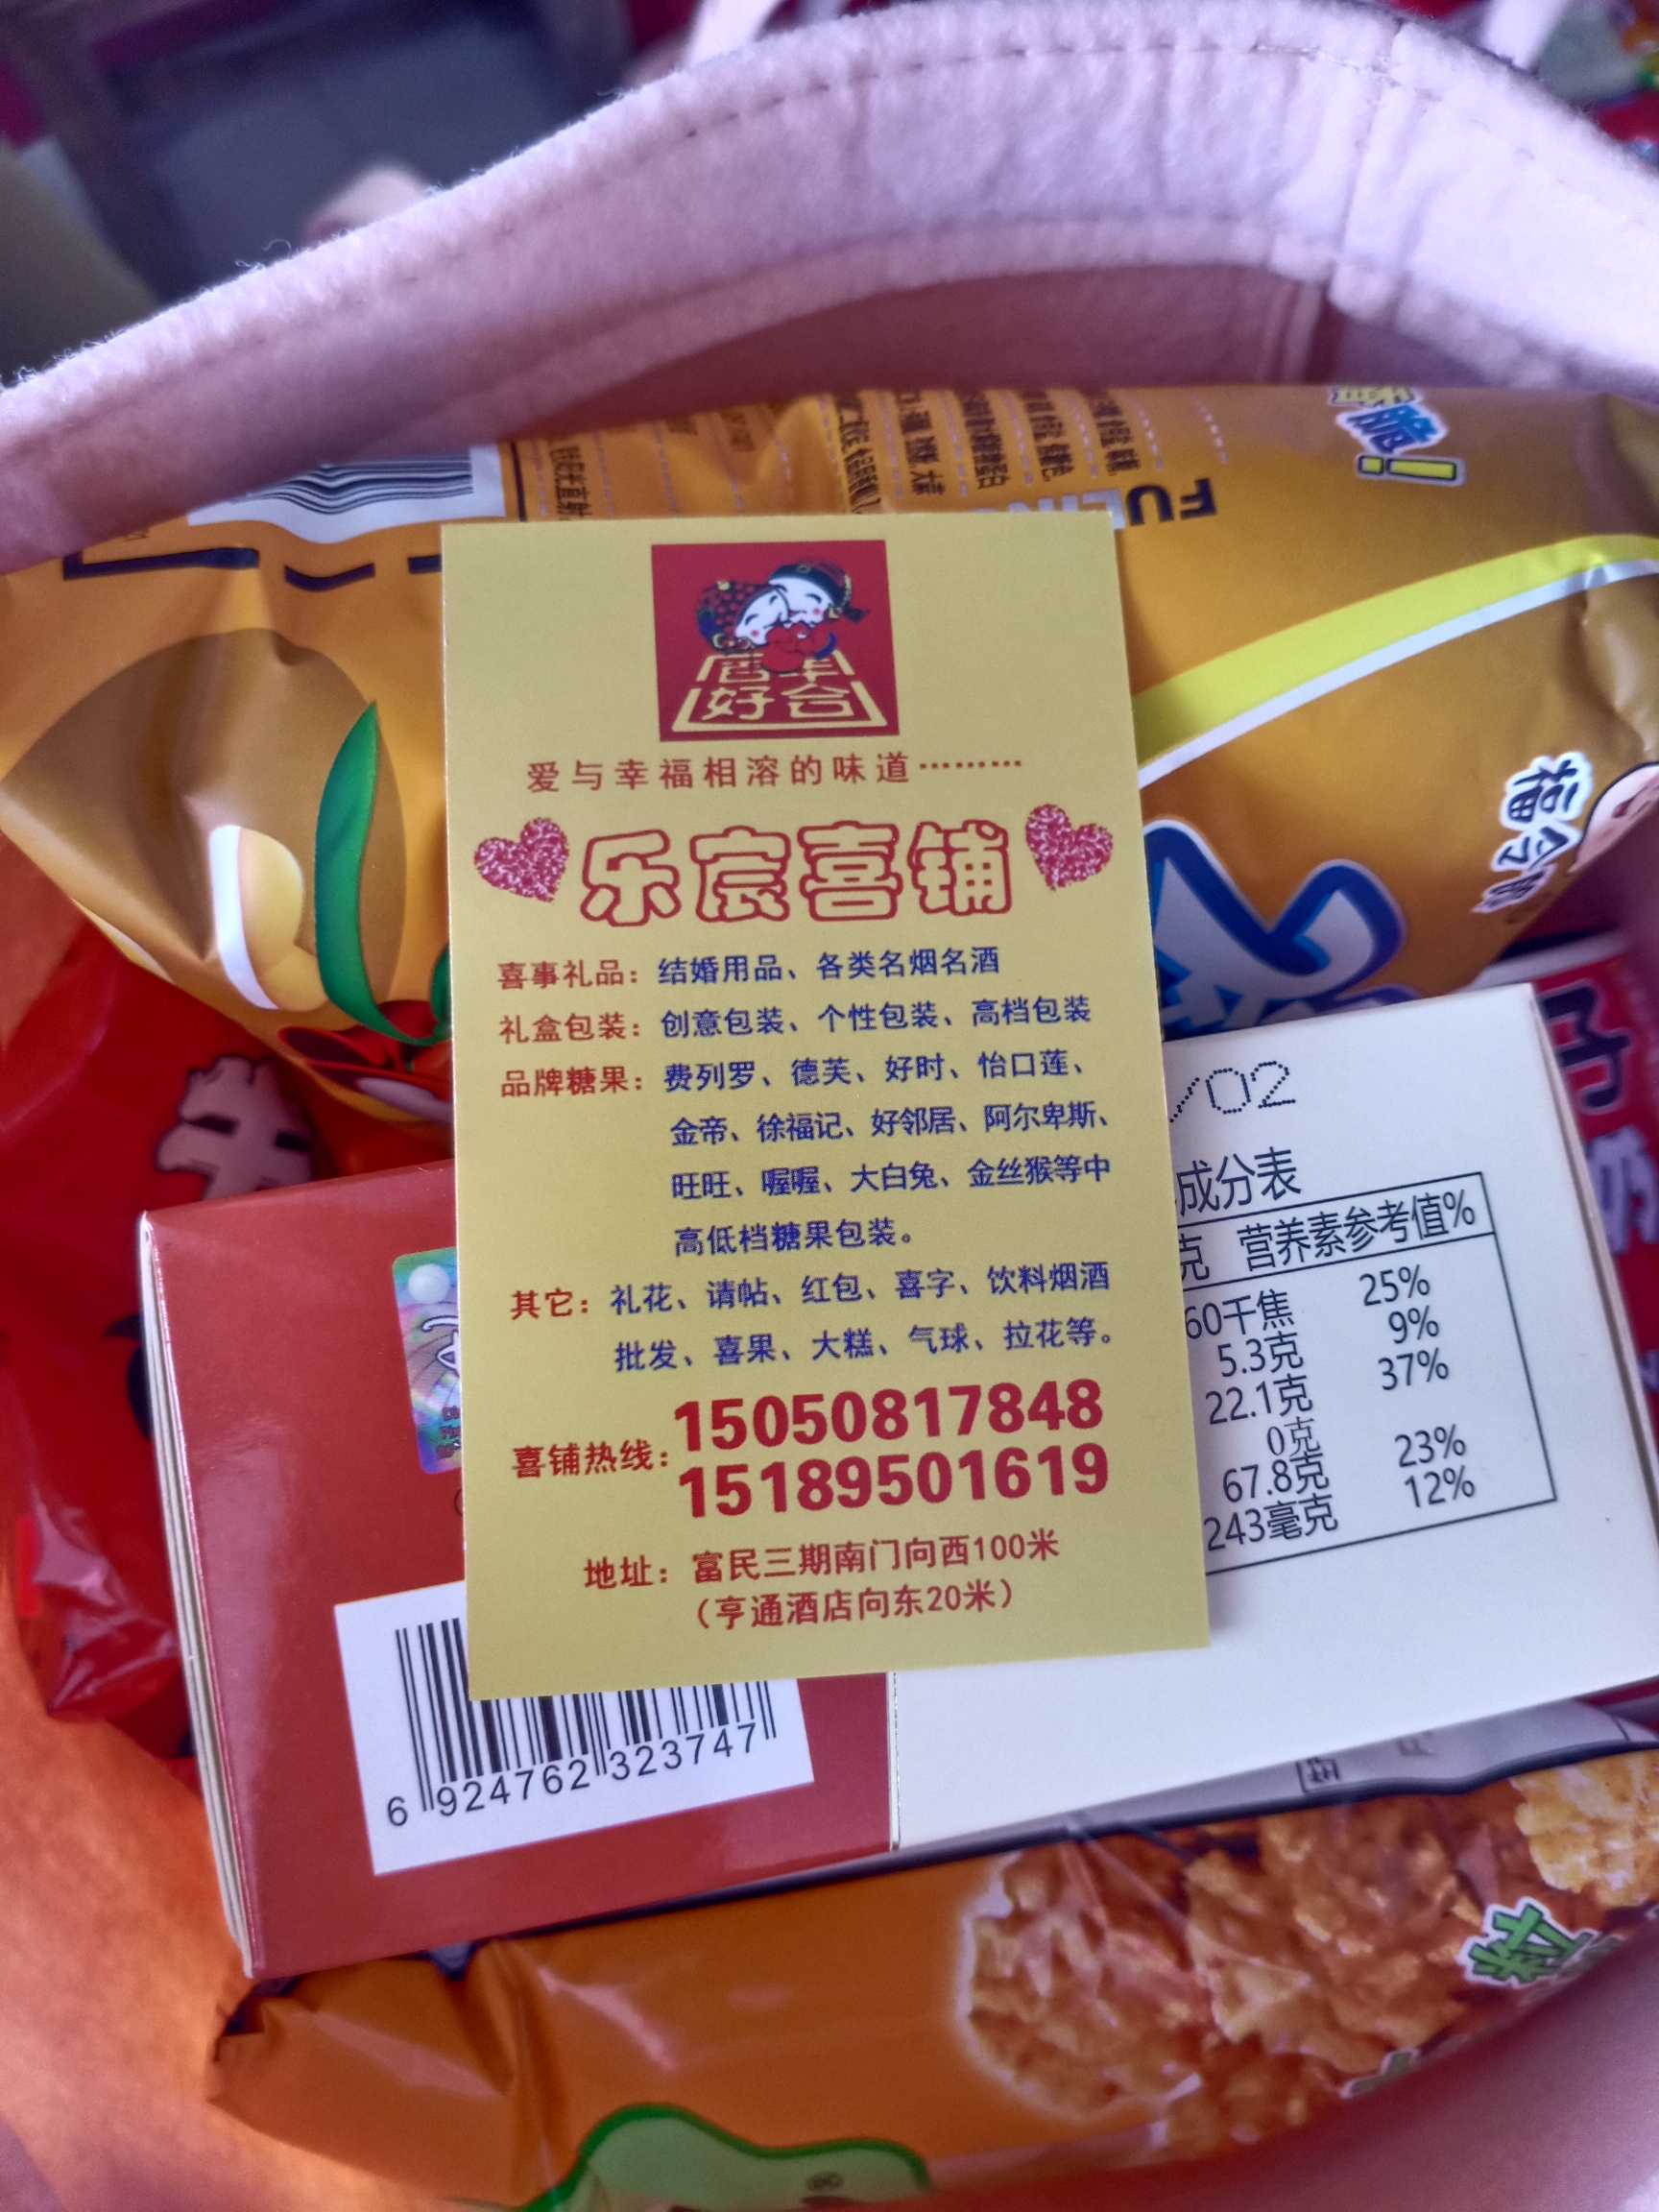 脆!
FULIN
福今
百年
好合
爱与幸福相溶的味道………
乐宸喜铺
喜事礼品：结婚用品、各类名烟名酒
礼盒包装：创意包装、个性包装、高档包装
品牌糖果：费列罗、德芙、好时、怡口莲、
金帝、徐福记、好邻居、阿尔卑斯、
旺旺、喔喔、大白兔、金丝猴等中
高低档糖果包装。
其它：礼花、请帖、红包、喜字、饮料烟酒
批发、喜果、大糕、气球、拉花等。
喜铺热线：15050817848
15189501619
地址：富民三期南门向西100米
（亨通酒店向东20米）
/02
成分表
克 营养素参考值%
60千焦 25%
5.3克 9%
22.1克 37%
0克
67.8克 23%
243毫克 12%
6 924762 323747